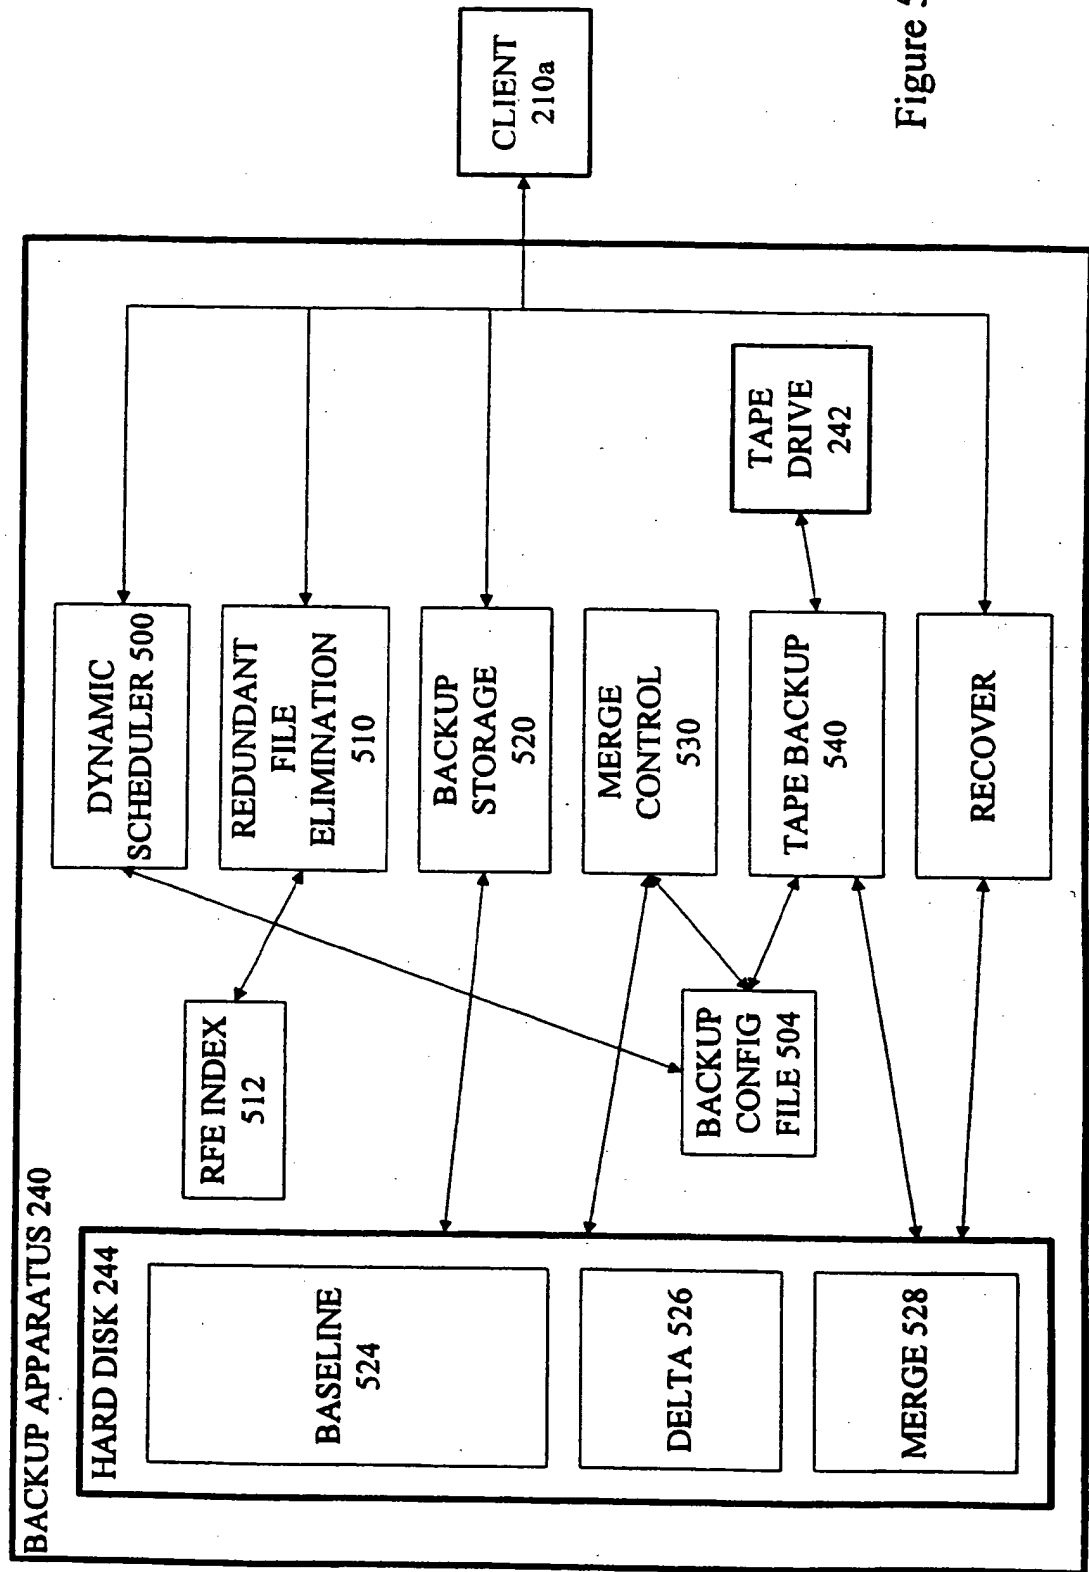 BACKUP APPARATUS 240
HARD DISK 244
BASELINE
524
DELTA 526
MERGE 528
RFE INDEX
512
BACKUP
CONFIG
FILE 504
DYNAMIC
SCHEDULER 500
REDUNDANT
FILE
ELIMINATION
510
BACKUP
STORAGE
520
MERGE
CONTROL
530
TAPE BACKUP
540
RECOVER
TAPE
DRIVE
242
CLIENT
210a
Figure 5